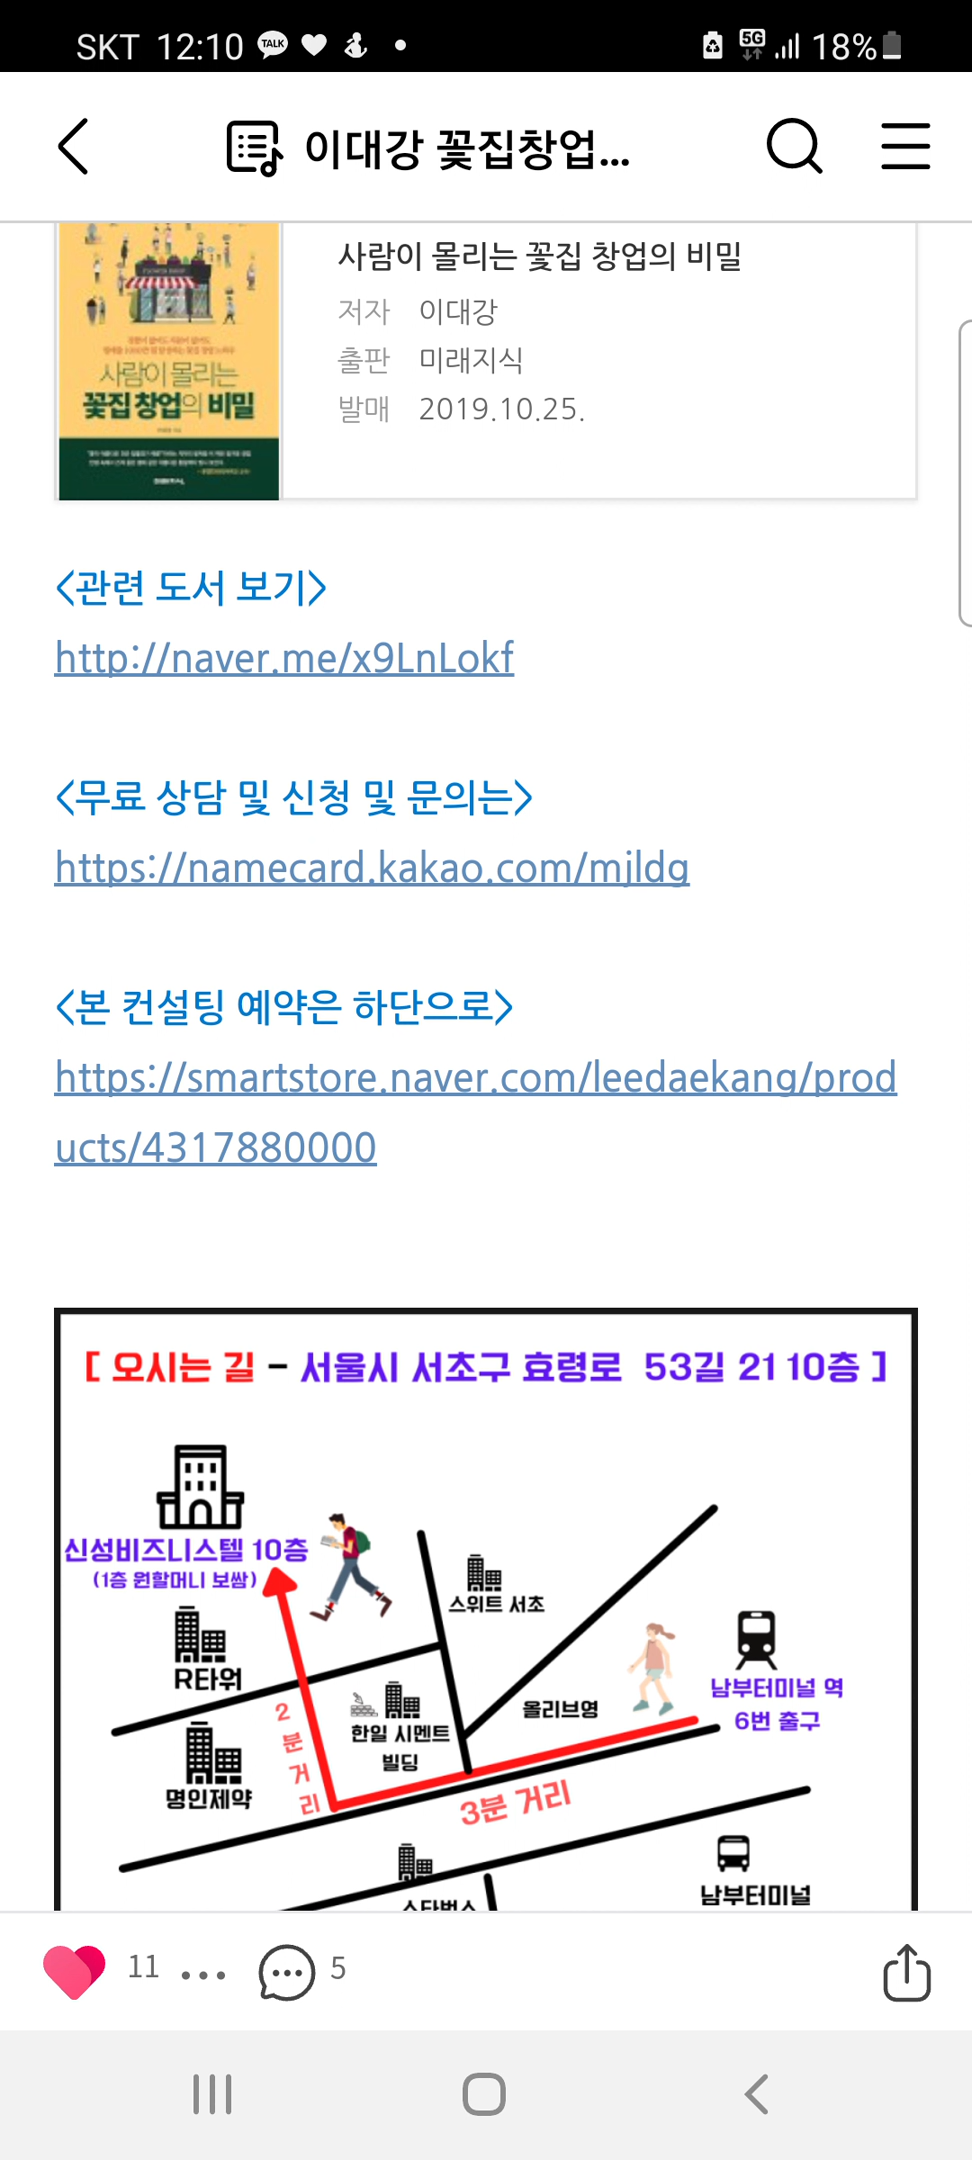 SKT 12:10 TALK 5G 18%
이대강 꽃집창업...
사람이 몰리는 꽃집 창업의 비밀
저자 이대강
출판 미래지식
발매 2019.10.25.
사람이 몰리는
꽃집 창업의 비밀
<관련 도서 보기>
http://naver.me/x9LnLokf
<무료 상담 및 신청 및 문의는>
https://namecard.kakao.com/mjldg
<본 컨설팅 예약은 하단으로>
https://smartstore.naver.com/leedaekang/prod
ucts/4317880000
[ 오시는 길 - 서울시 서초구 효령로 53길 21 10층 ]
신성비즈니스텔 10층
(1층 원할머니 보쌈)
스위트 서초
R타워
남부터미널 역
6번 출구
올리브영
한일 시멘트
빌딩
2분거리
명인제약
3분 거리
스타벅스
남부터미널
11 ... 5